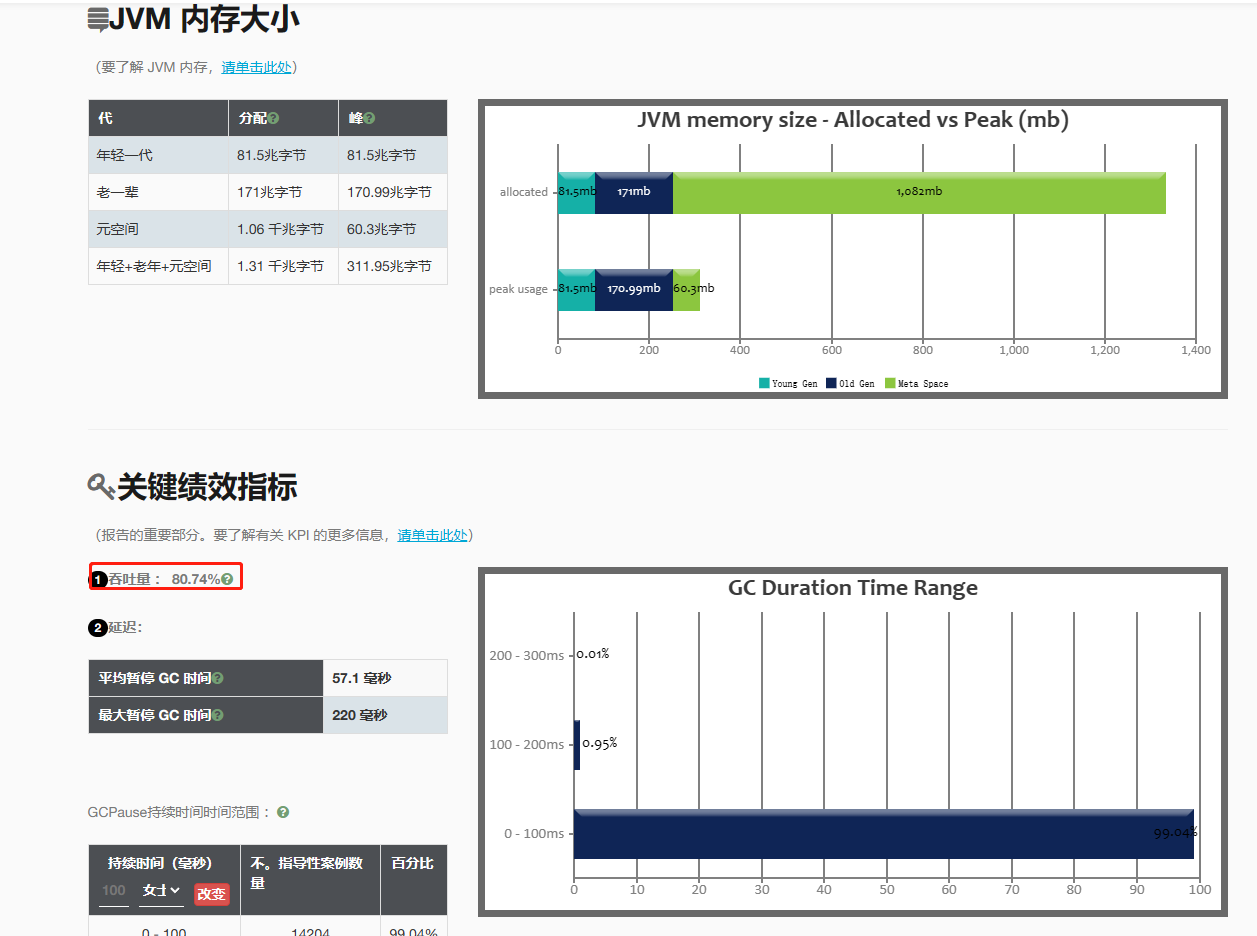 JVM 内存大小
（要了解 JVM 内存，请单击此处）
代 分配 峰
年轻一代 81.5兆字节 81.5兆字节
老一辈 171兆字节 170.99兆字节
元空间 1.06 千兆字节 60.3兆字节
年轻+老年+元空间 1.31 千兆字节 311.95兆字节
JVM memory size - Allocated vs Peak (mb)
allocated 81.5mb 171mb 1,082mb
peak usage 81.5mb 170.99mb 60.3mb
0 200 400 600 800 1,000 1,200 1,400
Young Gen Old Gen Meta Space
关键绩效指标
（报告的重要部分。要了解有关 KPI 的更多信息，请单击此处）
1 吞吐量： 80.74%
2 延迟：
平均暂停 GC 时间 57.1 毫秒
最大暂停 GC 时间 220 毫秒
GCPause持续时间时间范围：
持续时间（毫秒） 不。指导性案例数量 百分比
100 女士 改变
0 - 100 14204 99.04%
GC Duration Time Range
200 - 300ms 0.01%
100 - 200ms 0.95%
0 - 100ms 99.04%
0 10 20 30 40 50 60 70 80 90 100